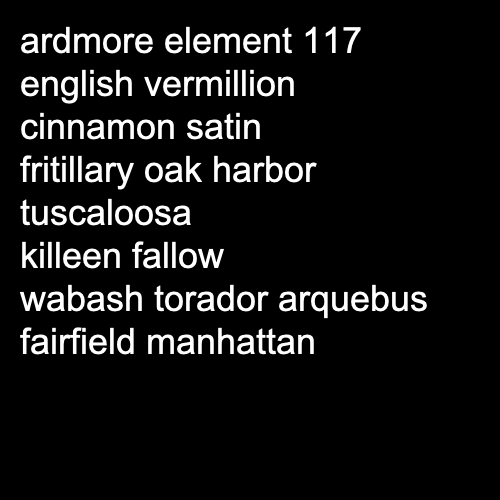 ardmore element 117
english vermillion
cinnamon satin
fritillary oak harbor
tuscaloosa
killeen fallow
wabash torador arquebus
fairfield manhattan